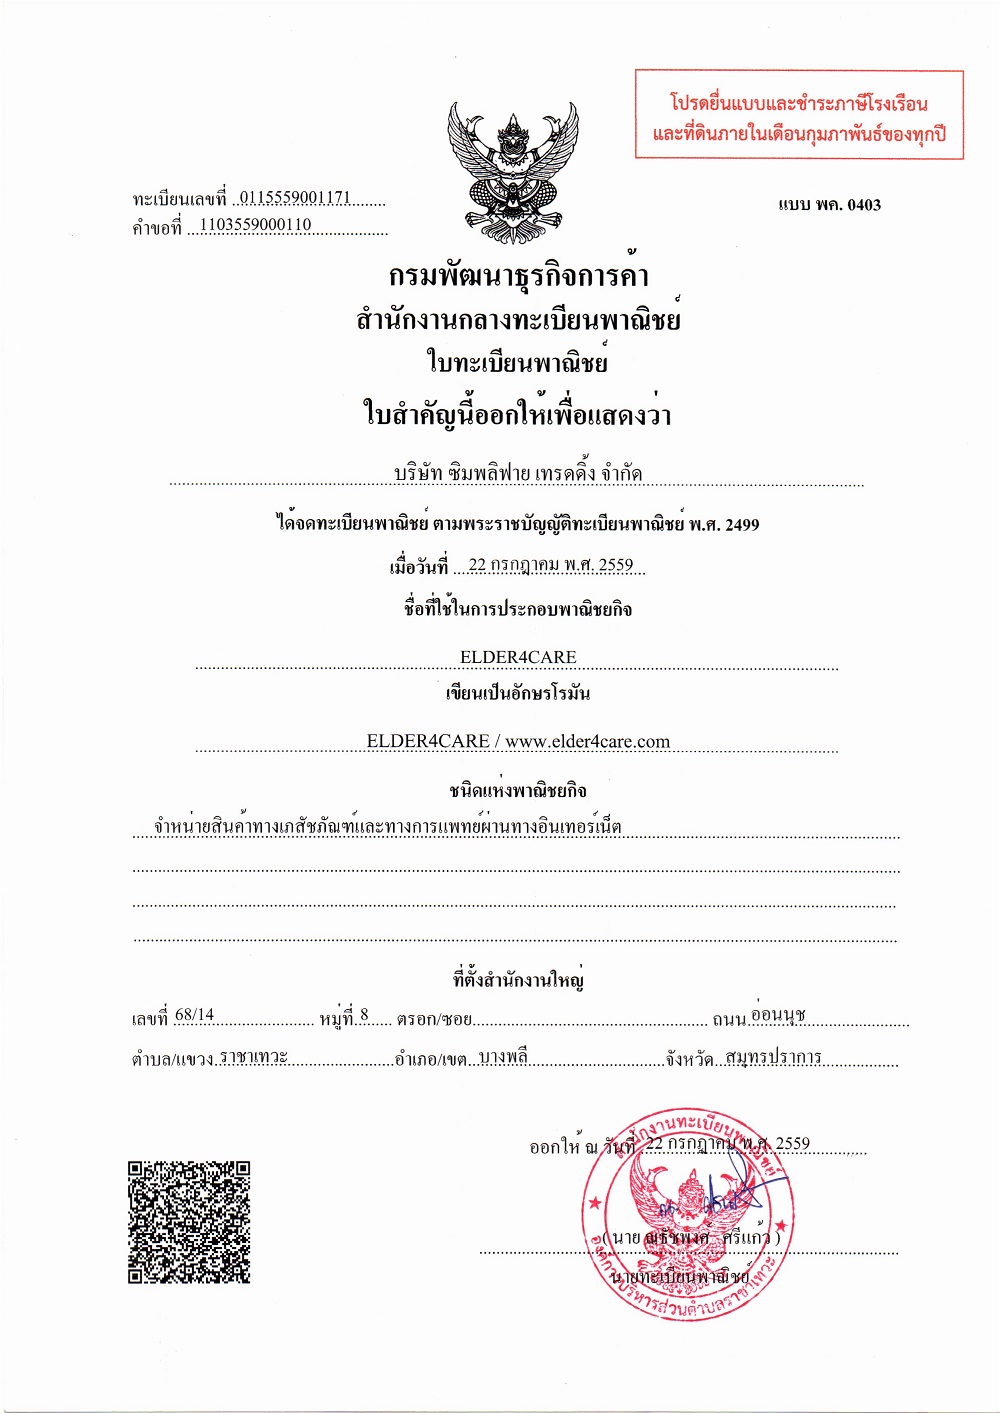 โปรดยื่นแบบและชำระภาษีโรงเรือน
และที่ดินภายในเดือนกุมภาพันธ์ของทุกปี
ทะเบียนเลขที่ ..0115559001171........
คำขอที่ ...1103559000110....................
แบบ พค. 0403
กรมพัฒนาธุรกิจการค้า
สำนักงานกลางทะเบียนพาณิชย์
ใบทะเบียนพาณิชย์
ใบสำคัญนี้ออกให้เพื่อแสดงว่า
บริษัท ซิมพลิฟาย เทรดดิ้ง จำกัด
ได้จดทะเบียนพาณิชย์ ตามพระราชบัญญัติทะเบียนพาณิชย์ พ.ศ. 2499
เมื่อวันที่ ...22 กรกฎาคม พ.ศ. 2559...
ชื่อที่ใช้ในการประกอบพาณิชยกิจ
ELDER4CARE
เขียนเป็นอักษรโรมัน
ELDER4CARE / www.elder4care.com
ชนิดแห่งพาณิชยกิจ
จำหน่ายสินค้าทางเภสัชภัณฑ์และทางการแพทย์ผ่านทางอินเทอร์เน็ต
ที่ตั้งสำนักงานใหญ่
เลขที่ 68/14 หมู่ที่ 8 ตรอก/ซอย ถนน อ่อนนุช
ตำบล/แขวง ราชาเทวะ อำเภอ/เขต บางพลี จังหวัด สมุทรปราการ
ออกให้ ณ วันที่ 22 กรกฎาคม พ.ศ. 2559
สำนักงานทะเบียนพาณิชย์
( นาย ณธัชพงศ์ ศรีแก้ว )
นายทะเบียนพาณิชย์
องค์การบริหารส่วนตำบลราชาเทวะ